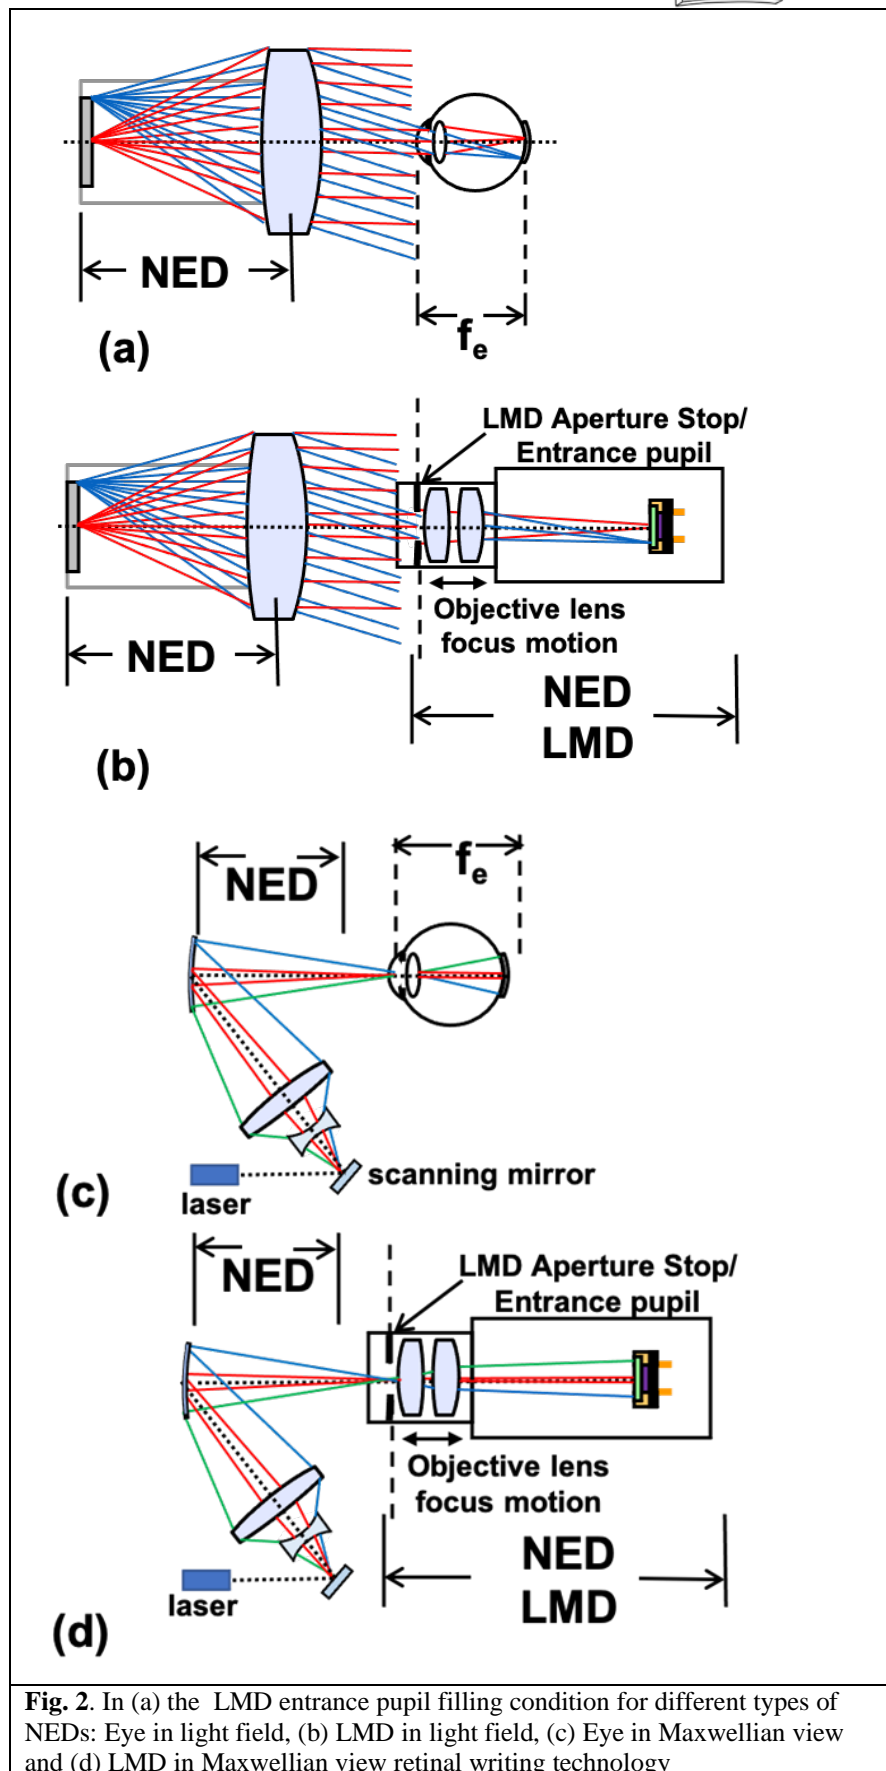 NED
fe
(a)
LMD Aperture Stop/
Entrance pupil
Objective lens
focus motion
NED
NED
LMD
(b)
NED
fe
scanning mirror
laser
(c)
NED
LMD Aperture Stop/
Entrance pupil
Objective lens
focus motion
NED
LMD
laser
(d)
Fig. 2. In (a) the LMD entrance pupil filling condition for different types of
NEDs: Eye in light field, (b) LMD in light field, (c) Eye in Maxwellian view
and (d) LMD in Maxwellian view retinal writing technology